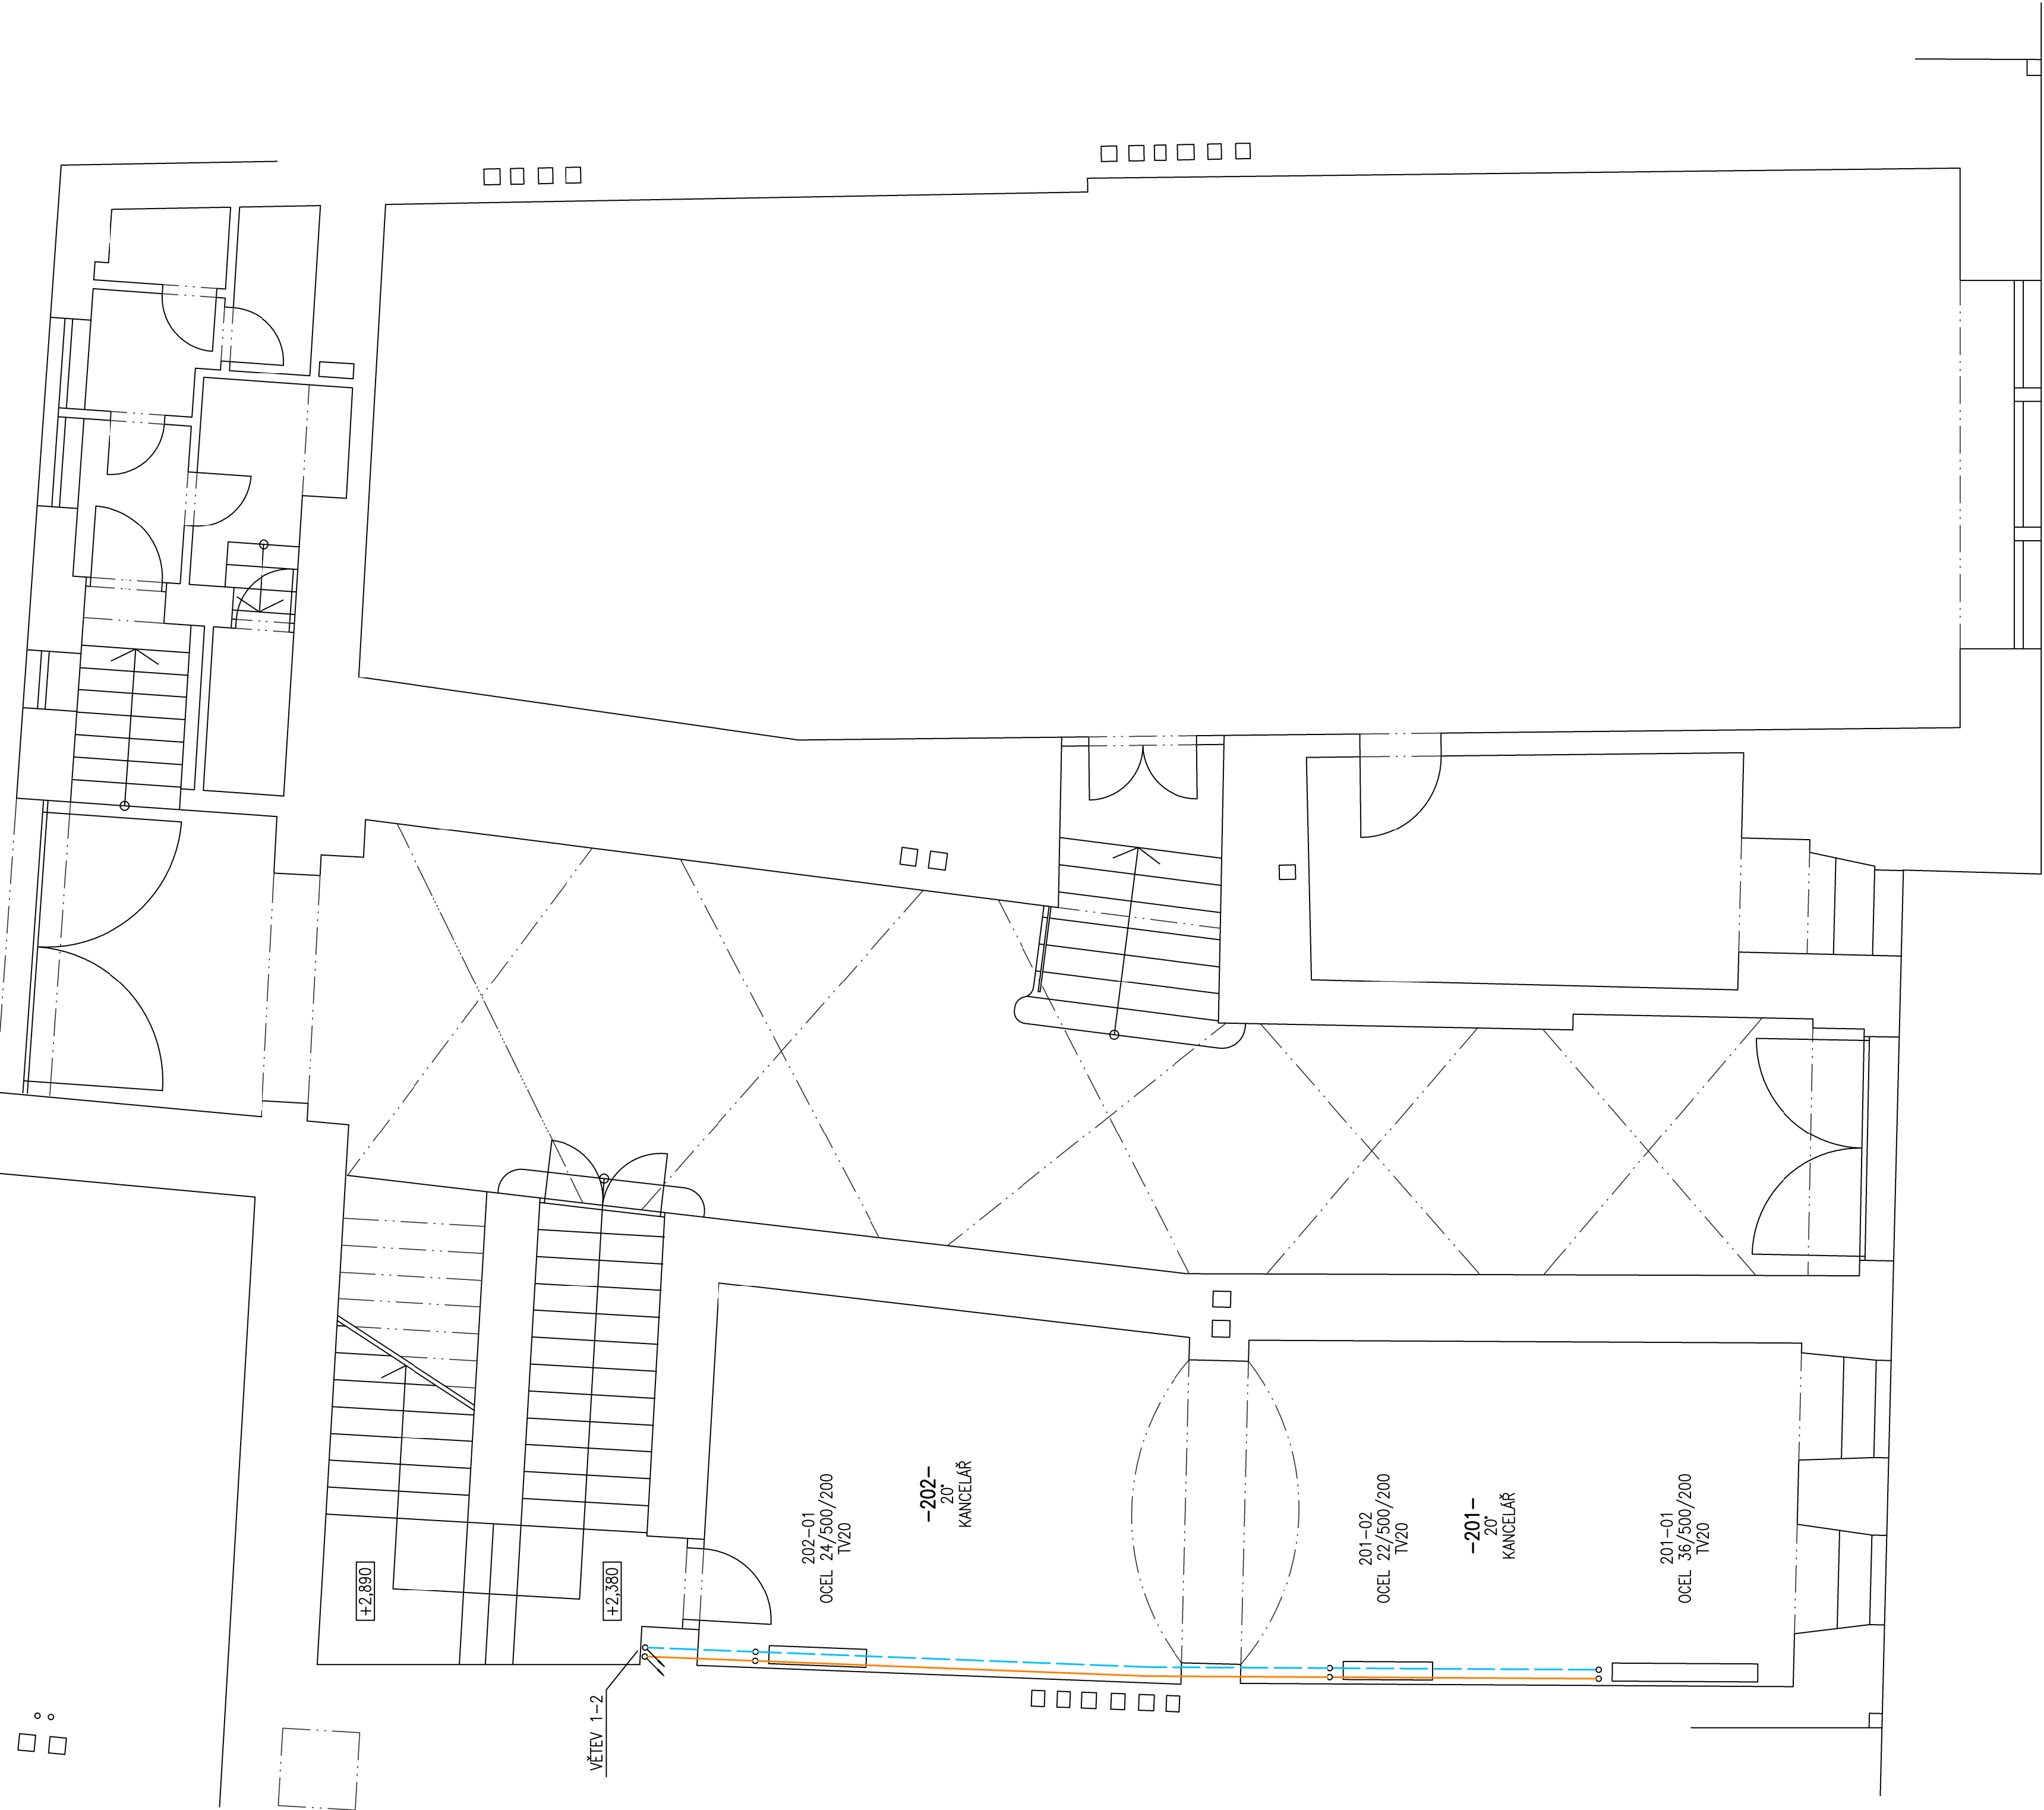 202-01
OCEL 24/500/200
TV20
-202-
20°
KANCELÁŘ
201-02
OCEL 22/500/200
TV20
-201-
20°
KANCELÁŘ
201-01
OCEL 36/500/200
TV20
+2,890
+2,380
VĚTEV 1-2